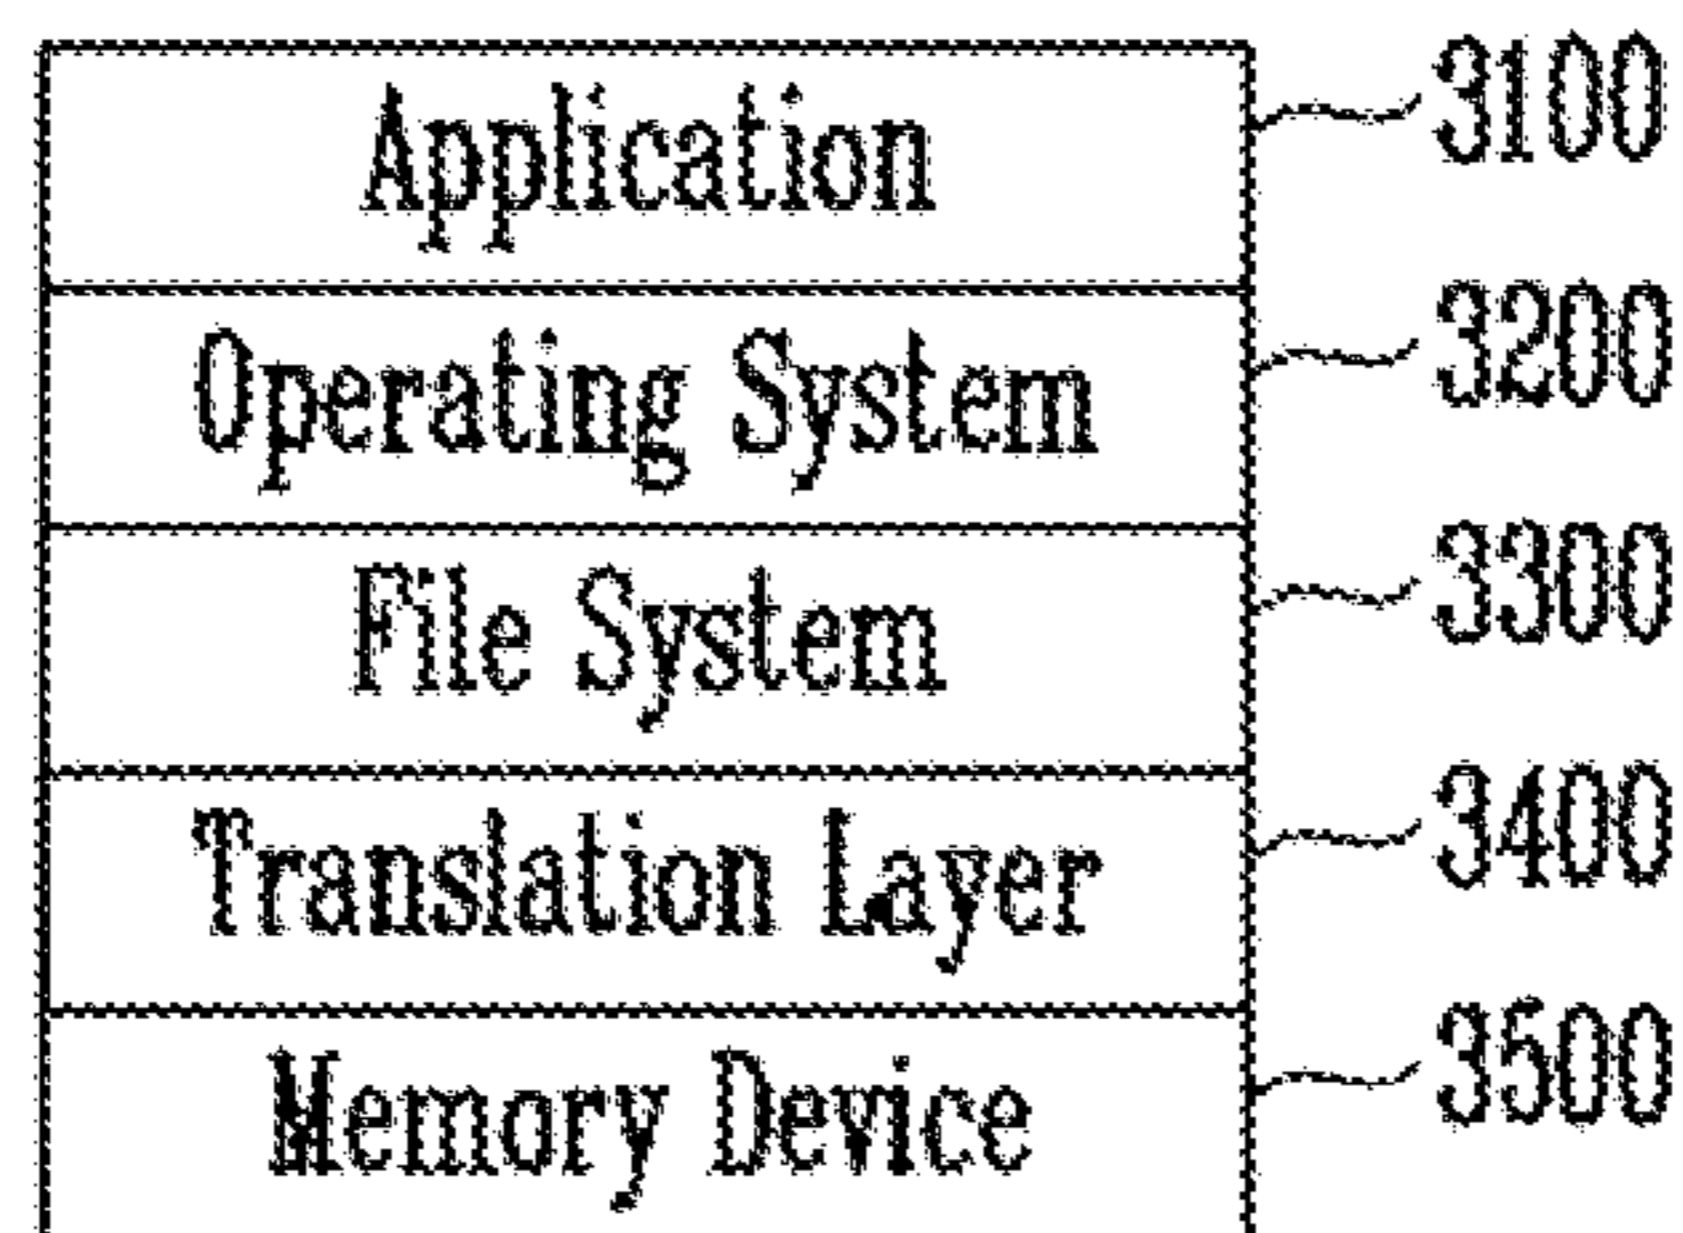 Application 3100
Operating System 3200
File System 3300
Translation Layer 3400
Memory Device 3500